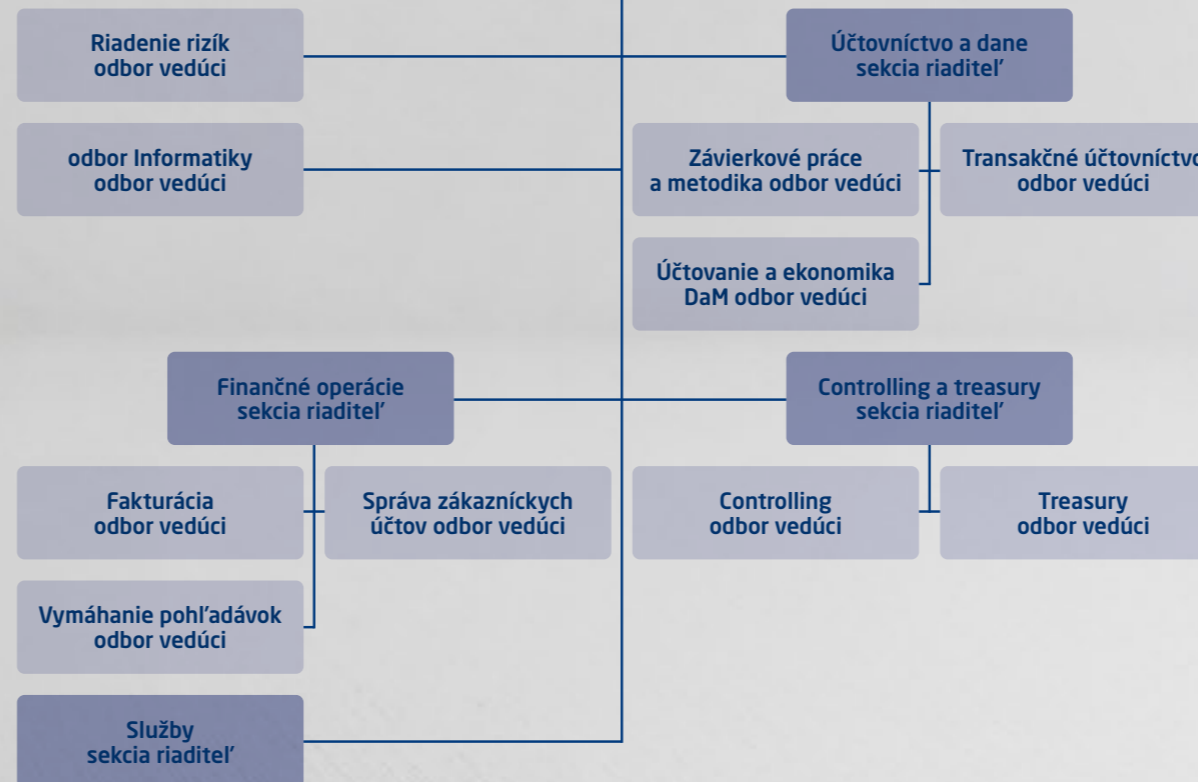 Riadenie rizík
odbor vedúci
Účtovníctvo a dane
sekcia riaditeľ
odbor Informatiky
odbor vedúci
Závierkové práce
a metodika odbor vedúci
Transakčné účtovníctvo
odbor vedúci
Účtovanie a ekonomika
DaM odbor vedúci
Finančné operácie
sekcia riaditeľ
Controlling a treasury
sekcia riaditeľ
Fakturácia
odbor vedúci
Správa zákazníckych
účtov odbor vedúci
Controlling
odbor vedúci
Treasury
odbor vedúci
Vymáhanie pohľadávok
odbor vedúci
Služby
sekcia riaditeľ